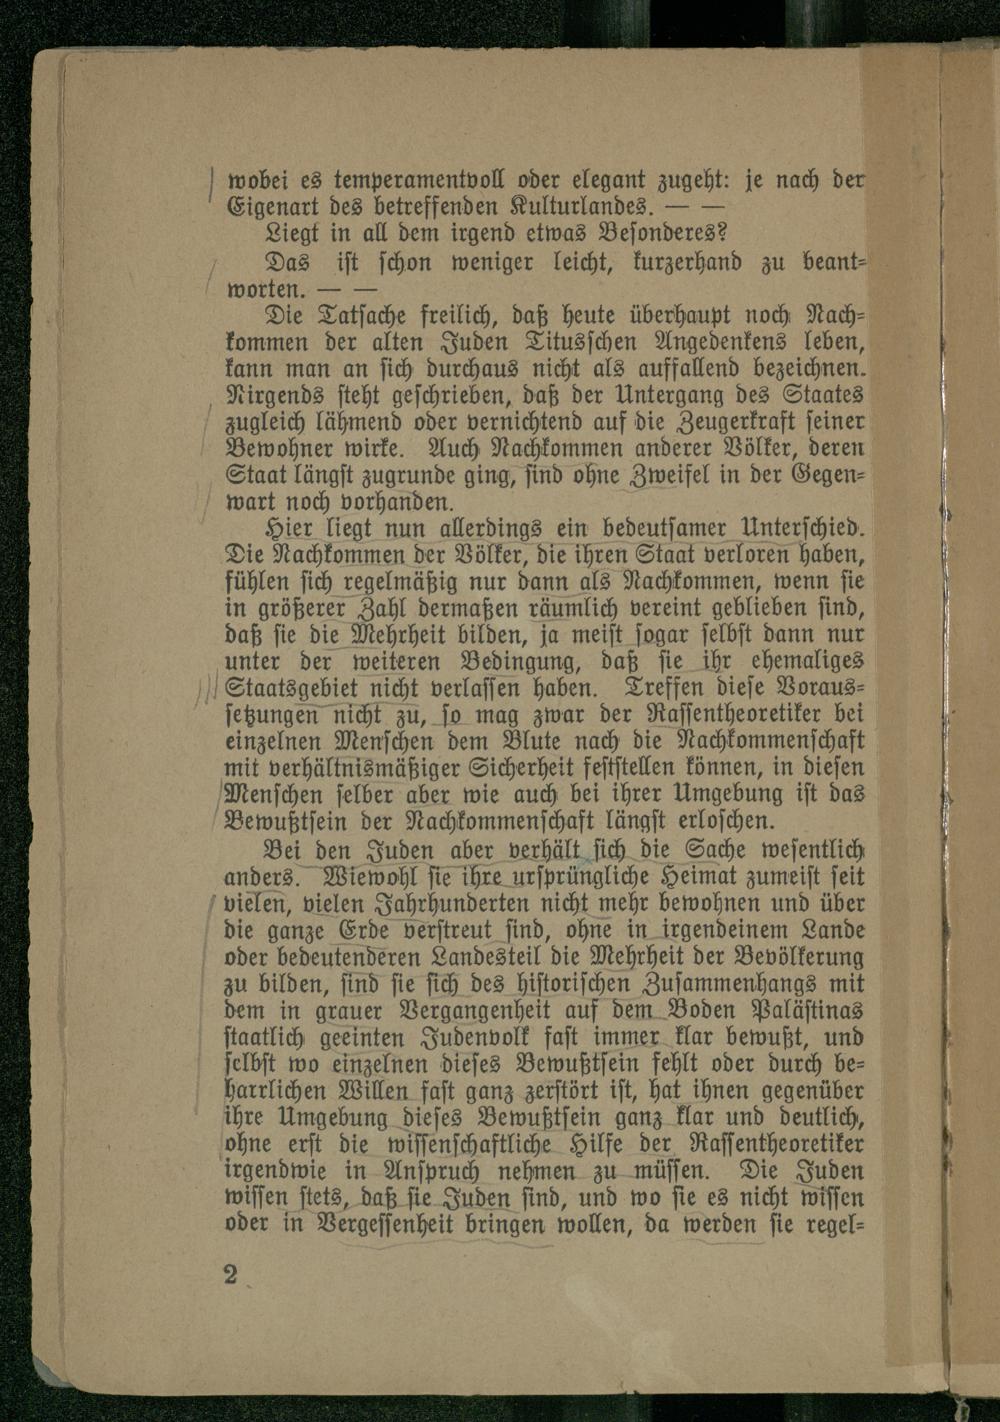 wobei es temperamentvoll oder elegant zugeht: je nach der
Eigenart des betreffenden Kulturlandes. — —
Liegt in all dem irgend etwas Besonderes?
Das ist schon weniger leicht, kurzerhand zu beant-
worten. — —
Die Tatsache freilich, daß heute überhaupt noch Nach-
kommen der alten Juden Titusschen Angedenkens leben,
kann man an sich durchaus nicht als auffallend bezeichnen.
Nirgends steht geschrieben, daß der Untergang des Staates
zugleich lähmend oder vernichtend auf die Zeugerkraft seiner
Bewohner wirke. Auch Nachkommen anderer Völker, deren
Staat längst zugrunde ging, sind ohne Zweifel in der Gegen-
wart noch vorhanden.
Hier liegt nun allerdings ein bedeutsamer Unterschied.
Die Nachkommen der Völker, die ihren Staat verloren haben,
fühlen sich regelmäßig nur dann als Nachkommen, wenn sie
in größerer Zahl dermaßen räumlich vereint geblieben sind,
daß sie die Mehrheit bilden, ja meist sogar selbst dann nur
unter der weiteren Bedingung, daß sie ihr ehemaliges
Staatsgebiet nicht verlassen haben. Treffen diese Voraus-
setzungen nicht zu, so mag zwar der Rassentheoretiker bei
einzelnen Menschen dem Blute nach die Nachkommenschaft
mit verhältnismäßiger Sicherheit feststellen können, in diesen
Menschen selber aber wie auch bei ihrer Umgebung ist das
Bewußtsein der Nachkommenschaft längst erloschen.
Bei den Juden aber verhält sich die Sache wesentlich
anders. Wiewohl sie ihre ursprüngliche Heimat zumeist seit
vielen, vielen Jahrhunderten nicht mehr bewohnen und über
die ganze Erde verstreut sind, ohne in irgendeinem Lande
oder bedeutenderen Landesteil die Mehrheit der Bevölkerung
zu bilden, sind sie sich des historischen Zusammenhangs mit
dem in grauer Vergangenheit auf dem Boden Palästinas
staatlich geeinten Judenvolk fast immer klar bewußt, und
selbst wo einzelnen dieses Bewußtsein fehlt oder durch be-
harrlichen Willen fast ganz zerstört ist, hat ihnen gegenüber
ihre Umgebung dieses Bewußtsein ganz klar und deutlich,
ohne erst die wissenschaftliche Hilfe der Rassentheoretiker
irgendwie in Anspruch nehmen zu müssen. Die Juden
wissen stets, daß sie Juden sind, und wo sie es nicht wissen
oder in Vergessenheit bringen wollen, da werden sie regel-
2